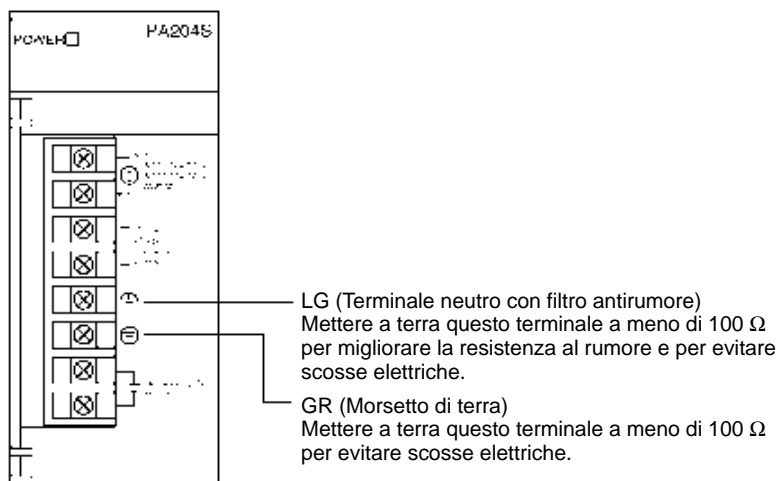 POWER
PA204S
LG (Terminale neutro con filtro antirumore)
Mettere a terra questo terminale a meno di 100 Ω
per migliorare la resistenza al rumore e per evitare
scosse elettriche.
GR (Morsetto di terra)
Mettere a terra questo terminale a meno di 100 Ω
per evitare scosse elettriche.